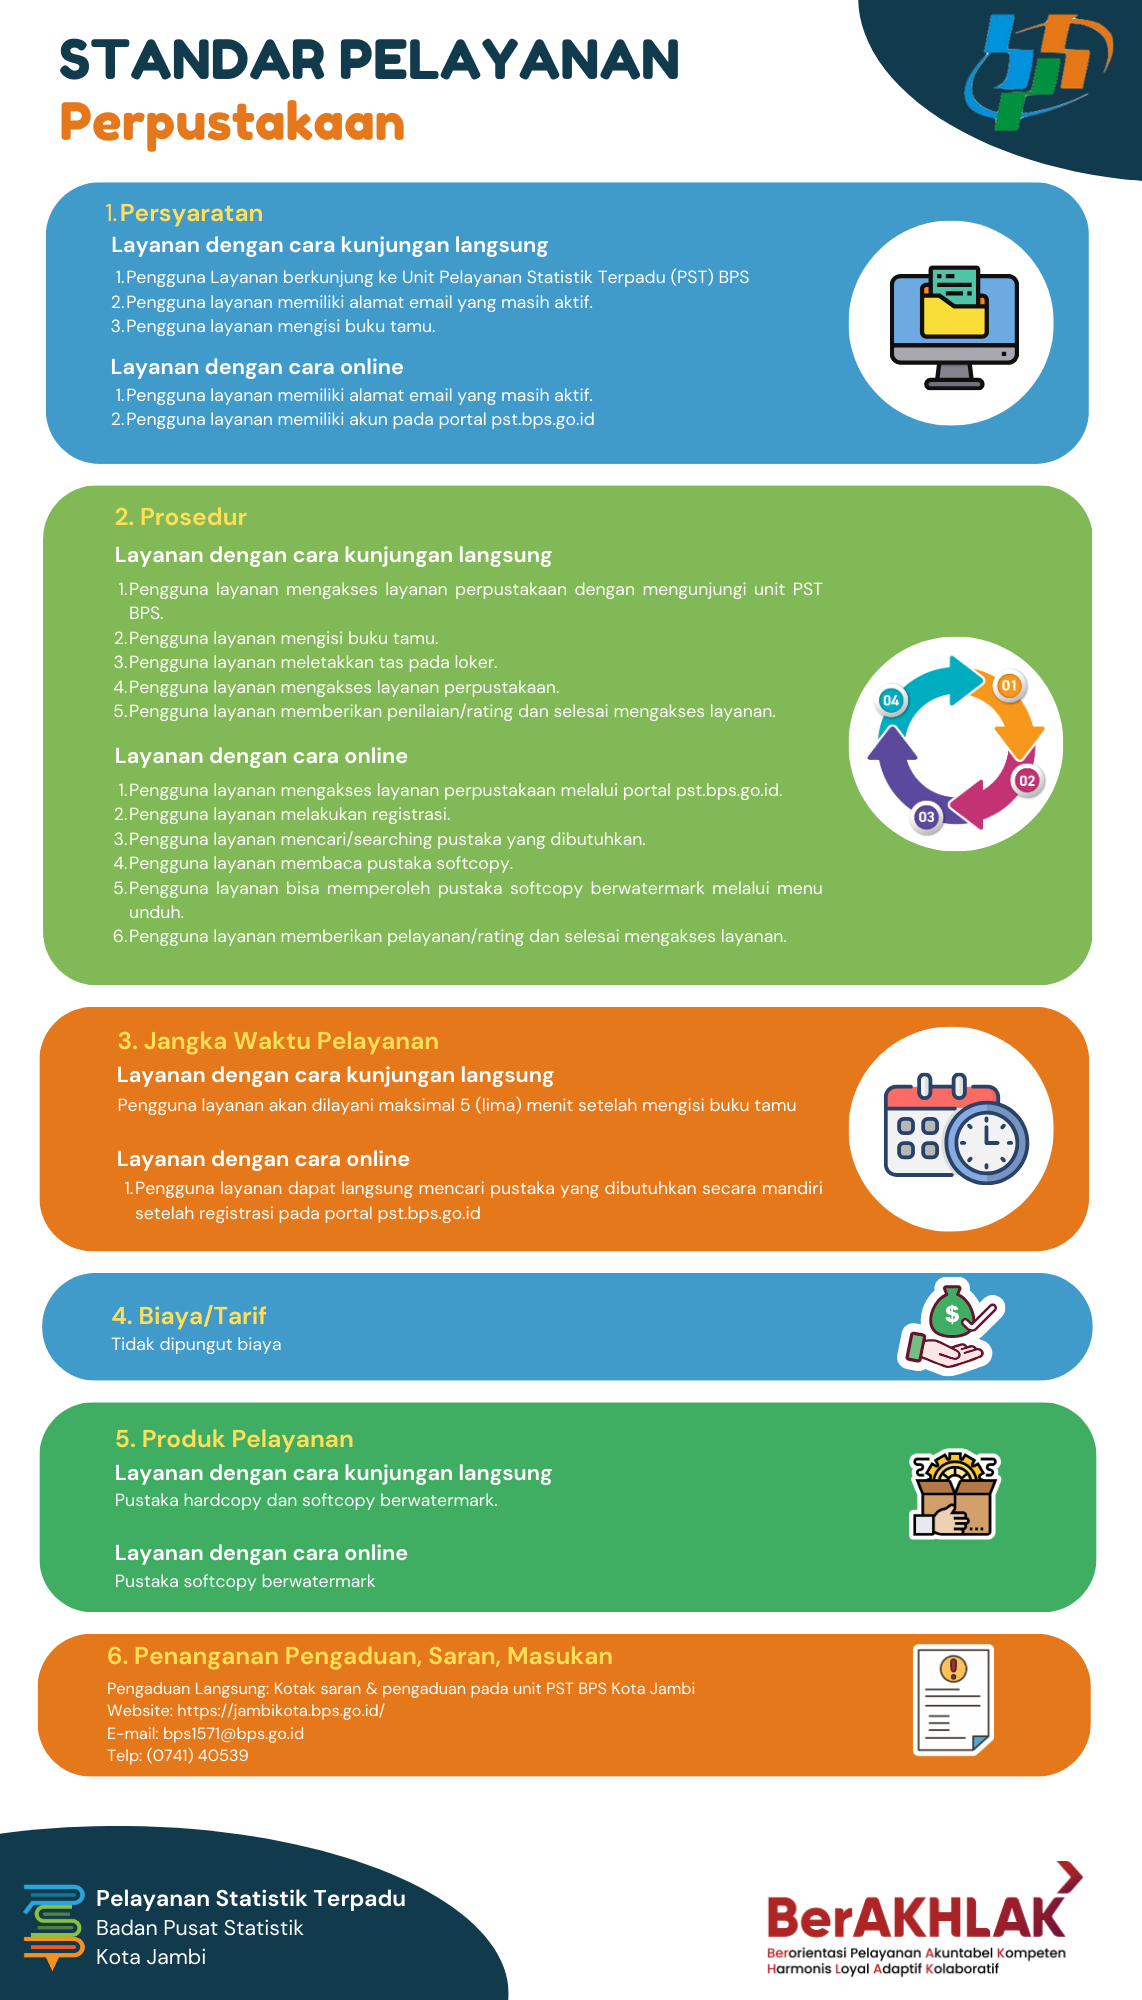 STANDAR PELAYANAN
Perpustakaan
1. Persyaratan
Layanan dengan cara kunjungan langsung
1. Pengguna Layanan berkunjung ke Unit Pelayanan Statistik Terpadu (PST) BPS
2. Pengguna layanan memiliki alamat email yang masih aktif.
3. Pengguna layanan mengisi buku tamu.
Layanan dengan cara online
1. Pengguna layanan memiliki alamat email yang masih aktif.
2. Pengguna layanan memiliki akun pada portal pst.bps.go.id
2. Prosedur
Layanan dengan cara kunjungan langsung
1. Pengguna layanan mengakses layanan perpustakaan dengan mengunjungi unit PST
BPS.
2. Pengguna layanan mengisi buku tamu.
3. Pengguna layanan meletakkan tas pada loker.
4. Pengguna layanan mengakses layanan perpustakaan.
5. Pengguna layanan memberikan penilaian/rating dan selesai mengakses layanan.
Layanan dengan cara online
1. Pengguna layanan mengakses layanan perpustakaan melalui portal pst.bps.go.id.
2. Pengguna layanan melakukan registrasi.
3. Pengguna layanan mencari/searching pustaka yang dibutuhkan.
4. Pengguna layanan membaca pustaka softcopy.
5. Pengguna layanan bisa memperoleh pustaka softcopy berwatermark melalui menu
unduh.
6. Pengguna layanan memberikan pelayanan/rating dan selesai mengakses layanan.
01
02
03
04
3. Jangka Waktu Pelayanan
Layanan dengan cara kunjungan langsung
Pengguna layanan akan dilayani maksimal 5 (lima) menit setelah mengisi buku tamu
Layanan dengan cara online
1. Pengguna layanan dapat langsung mencari pustaka yang dibutuhkan secara mandiri
setelah registrasi pada portal pst.bps.go.id
4. Biaya/Tarif
Tidak dipungut biaya
$
5. Produk Pelayanan
Layanan dengan cara kunjungan langsung
Pustaka hardcopy dan softcopy berwatermark.
Layanan dengan cara online
Pustaka softcopy berwatermark
6. Penanganan Pengaduan, Saran, Masukan
Pengaduan Langsung: Kotak saran & pengaduan pada unit PST BPS Kota Jambi
Website: https://jambikota.bps.go.id/
E-mail: bps1571@bps.go.id
Telp: (0741) 40539
Pelayanan Statistik Terpadu
Badan Pusat Statistik
Kota Jambi
BerAKHLAK
Berorientasi Pelayanan Akuntabel Kompeten
Harmonis Loyal Adaptif Kolaboratif